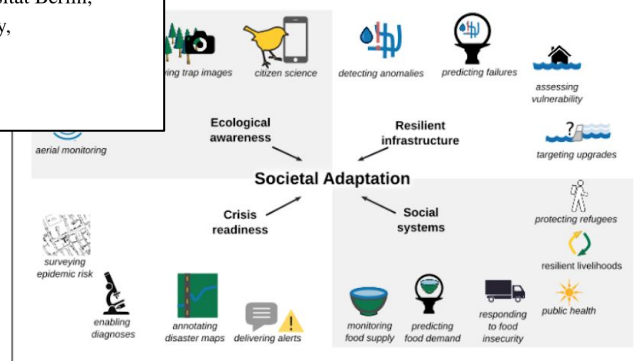 ität Berlin,
y,
ing trap images
citizen science
detecting anomalies
predicting failures
assessing
vulnerability
Ecological
awareness
Resilient
infrastructure
aerial monitoring
?
targeting upgrades
Societal Adaptation
Crisis
readiness
Social
systems
protecting refugees
surveying
epidemic risk
resilient livelihoods
enabling
diagnoses
annotating
disaster maps
delivering alerts
monitoring
food supply
predicting
food demand
responding
to food
insecurity
public health